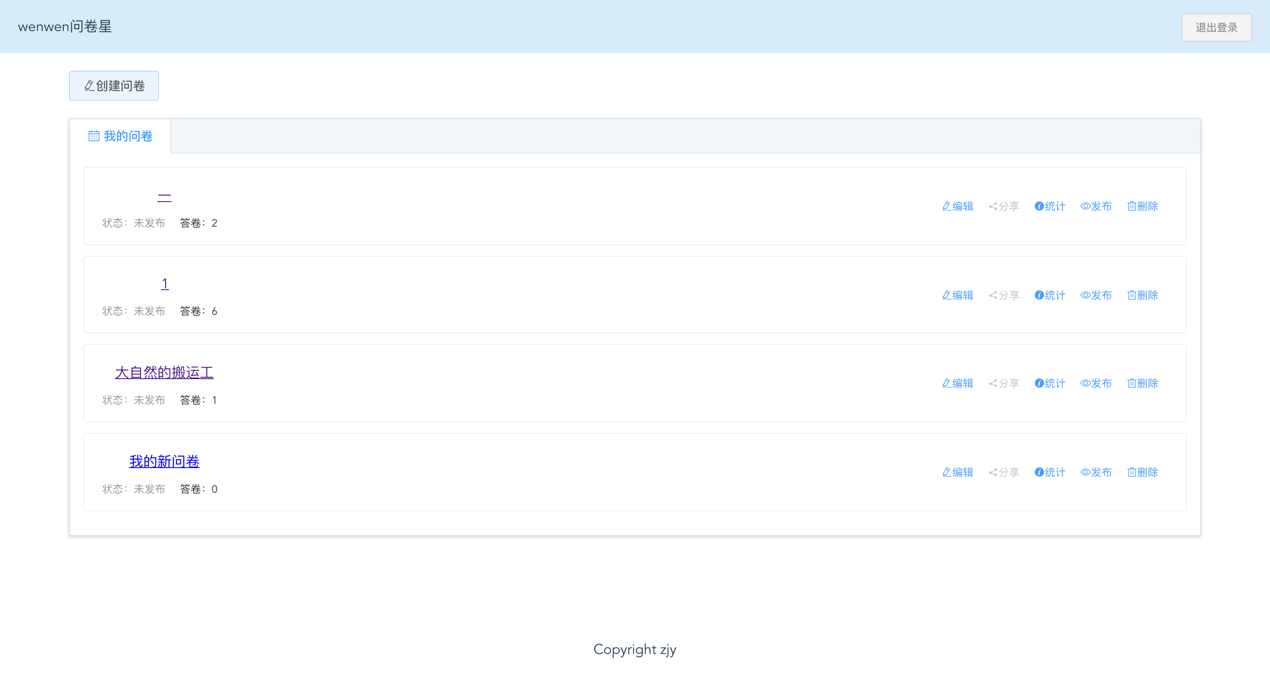 wenwen问卷星
退出登录
创建问卷
我的问卷
一
编辑 分享 统计 发布 删除
状态：未发布 答卷：2
1
编辑 分享 统计 发布 删除
状态：未发布 答卷：6
大自然的搬运工
编辑 分享 统计 发布 删除
状态：未发布 答卷：1
我的新问卷
编辑 分享 统计 发布 删除
状态：未发布 答卷：0
Copyright zjy